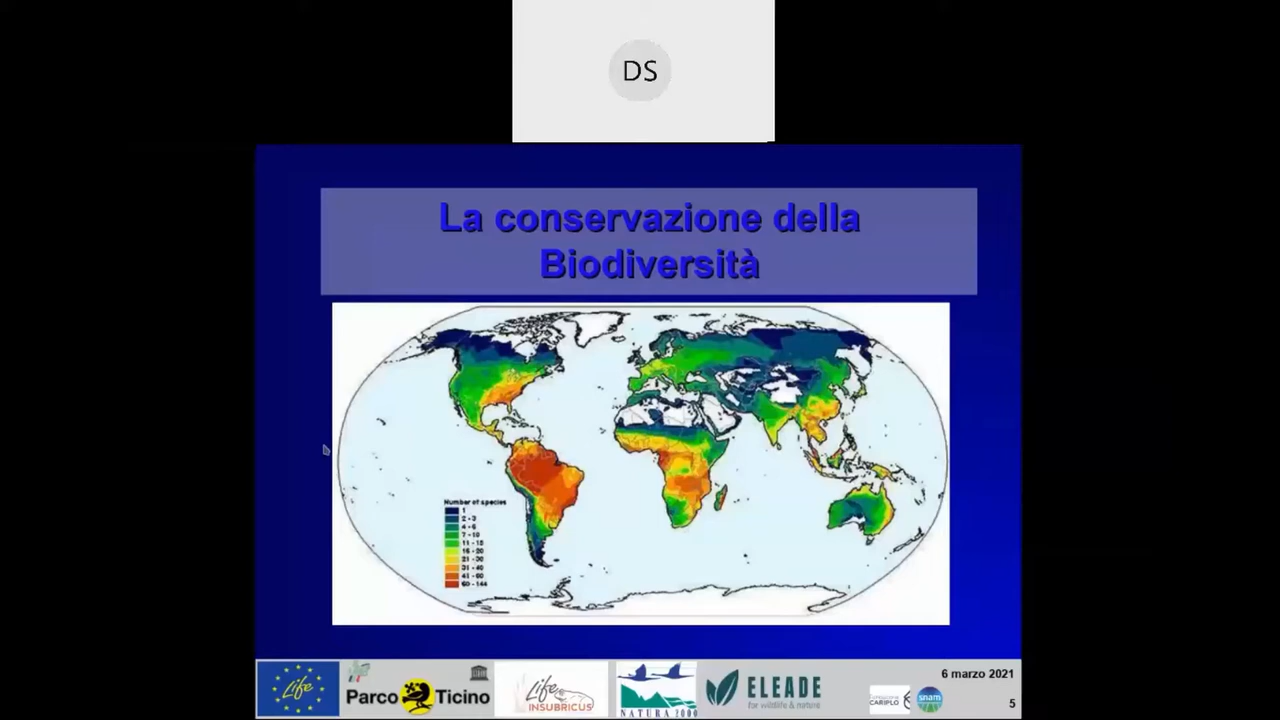 DS
La conservazione della
Biodiversità
Number of species
1
2 - 3
4 - 6
7 - 10
11 - 15
16 - 20
21 - 30
31 - 40
41 - 60
60 - 144
Life
Parco Ticino
Life
INSUBRICUS
NATURA 2000
ELEADE
for wildlife & nature
6 marzo 2021
CARIPLO
snam
5